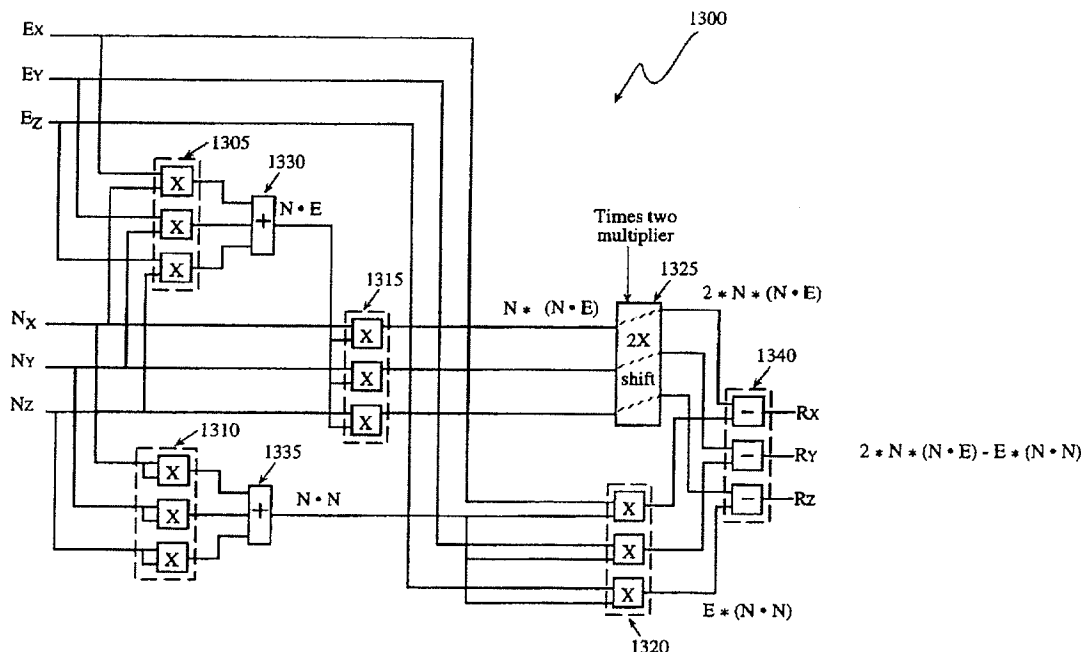 1300
EX
EY
EZ
1305
1330
N • E
X
X
X
+
Times two
multiplier
1325
2 * N * (N • E)
1315
N * (N • E)
NX
NY
NZ
X
X
X
2X
shift
1340
−
−
−
RX
RY
RZ
2 * N * (N • E) - E * (N • N)
1310
1335
N • N
X
X
X
+
X
X
X
E * (N • N)
1320